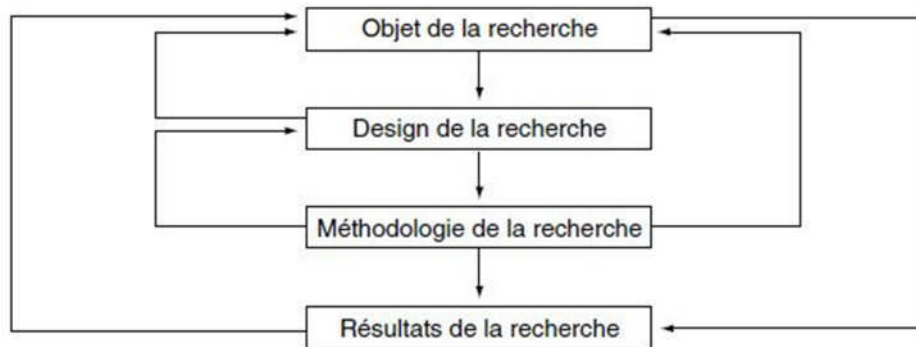 Objet de la recherche
Design de la recherche
Méthodologie de la recherche
Résultats de la recherche